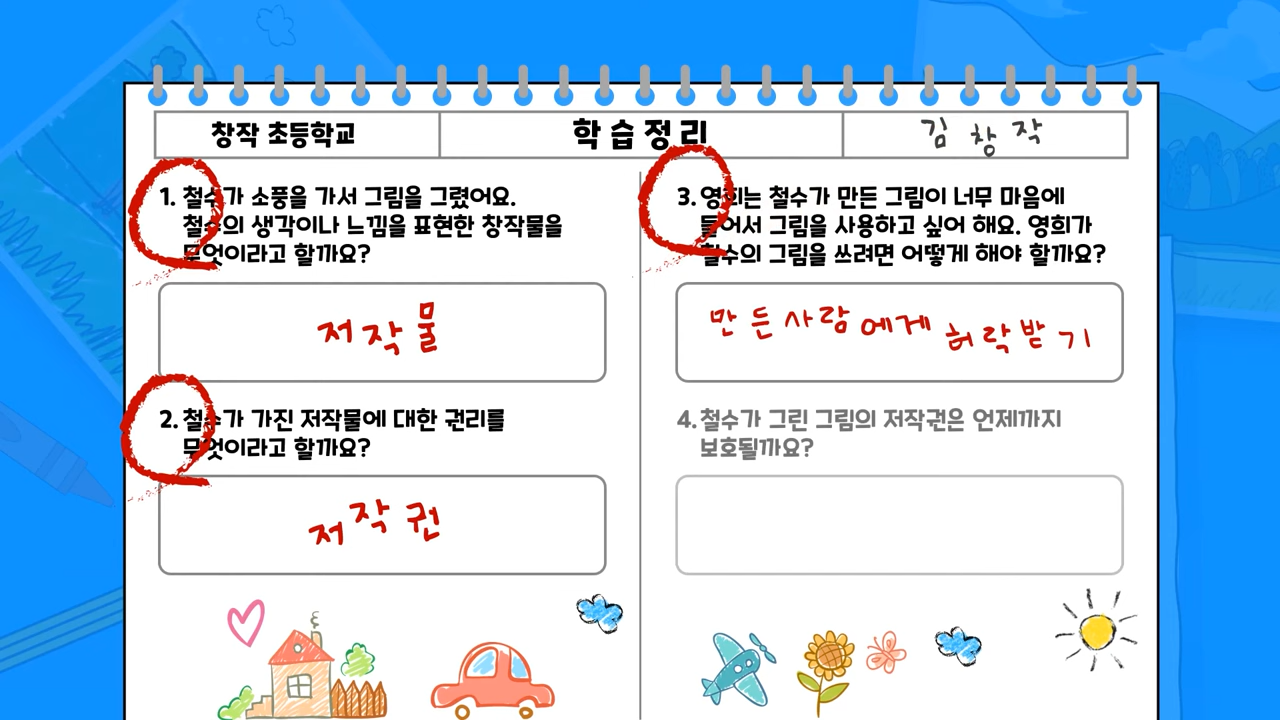 창작 초등학교
학습정리
김창작
1. 철수가 소풍을 가서 그림을 그렸어요.
철수의 생각이나 느낌을 표현한 창작물을
무엇이라고 할까요?
저작물
2. 철수가 가진 저작물에 대한 권리를
무엇이라고 할까요?
저작권
3. 영희는 철수가 만든 그림이 너무 마음에
들어서 그림을 사용하고 싶어 해요. 영희가
철수의 그림을 쓰려면 어떻게 해야 할까요?
만든사람에게 허락받기
4. 철수가 그린 그림의 저작권은 언제까지
보호될까요?